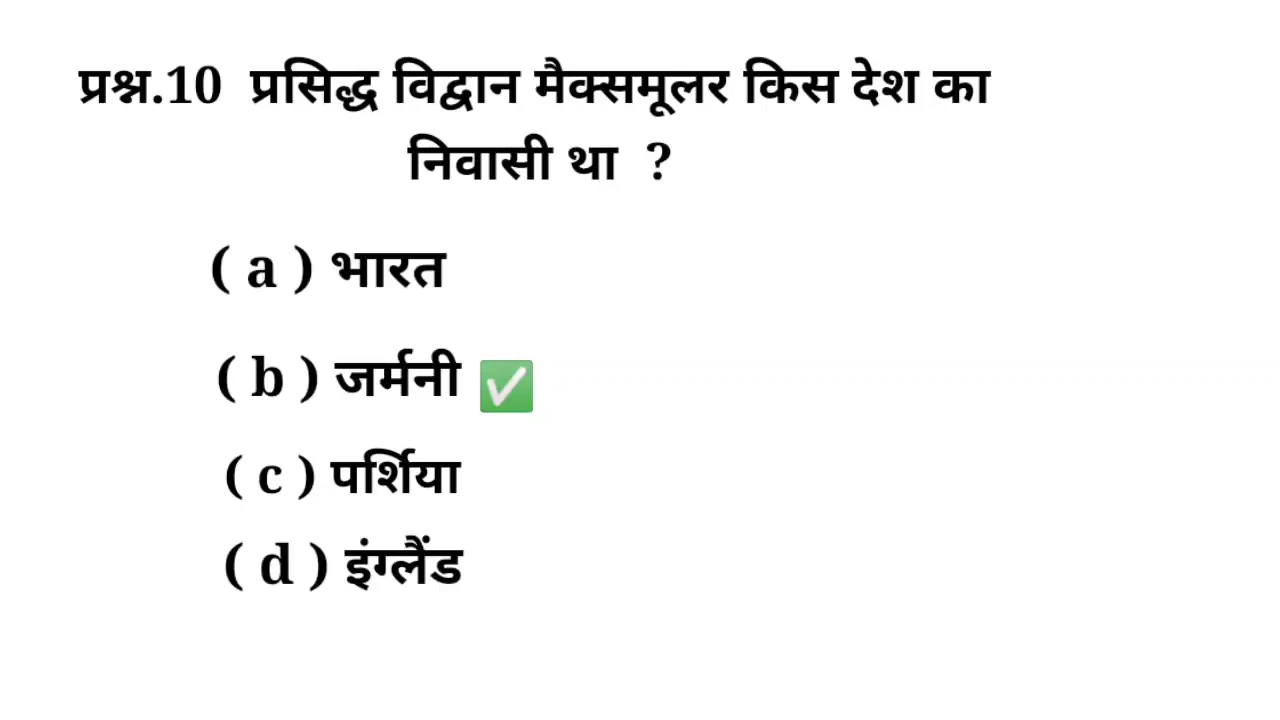 प्रश्न.10 प्रसिद्ध विद्वान मैक्समूलर किस देश का
निवासी था ?
( a ) भारत
( b ) जर्मनी ✅
( c ) पर्शिया
( d ) इंग्लैंड